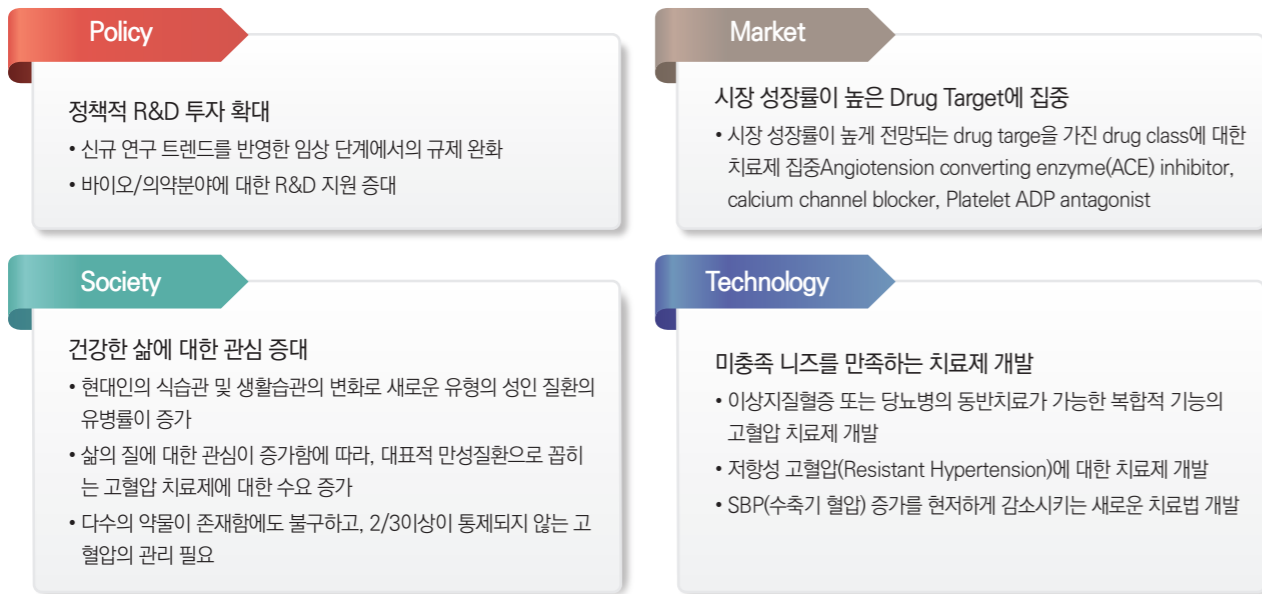 Policy
정책적 R&D 투자 확대
• 신규 연구 트렌드를 반영한 임상 단계에서의 규제 완화
• 바이오/의약분야에 대한 R&D 지원 증대
Market
시장 성장률이 높은 Drug Target에 집중
• 시장 성장률이 높게 전망되는 drug targe을 가진 drug class에 대한
치료제 집중Angiotension converting enzyme(ACE) inhibitor,
calcium channel blocker, Platelet ADP antagonist
Society
건강한 삶에 대한 관심 증대
• 현대인의 식습관 및 생활습관의 변화로 새로운 유형의 성인 질환의
유병률이 증가
• 삶의 질에 대한 관심이 증가함에 따라, 대표적 만성질환으로 꼽히
는 고혈압 치료제에 대한 수요 증가
• 다수의 약물이 존재함에도 불구하고, 2/3이상이 통제되지 않는 고
혈압의 관리 필요
Technology
미충족 니즈를 만족하는 치료제 개발
• 이상지질혈증 또는 당뇨병의 동반치료가 가능한 복합적 기능의
고혈압 치료제 개발
• 저항성 고혈압(Resistant Hypertension)에 대한 치료제 개발
• SBP(수축기 혈압) 증가를 현저하게 감소시키는 새로운 치료법 개발